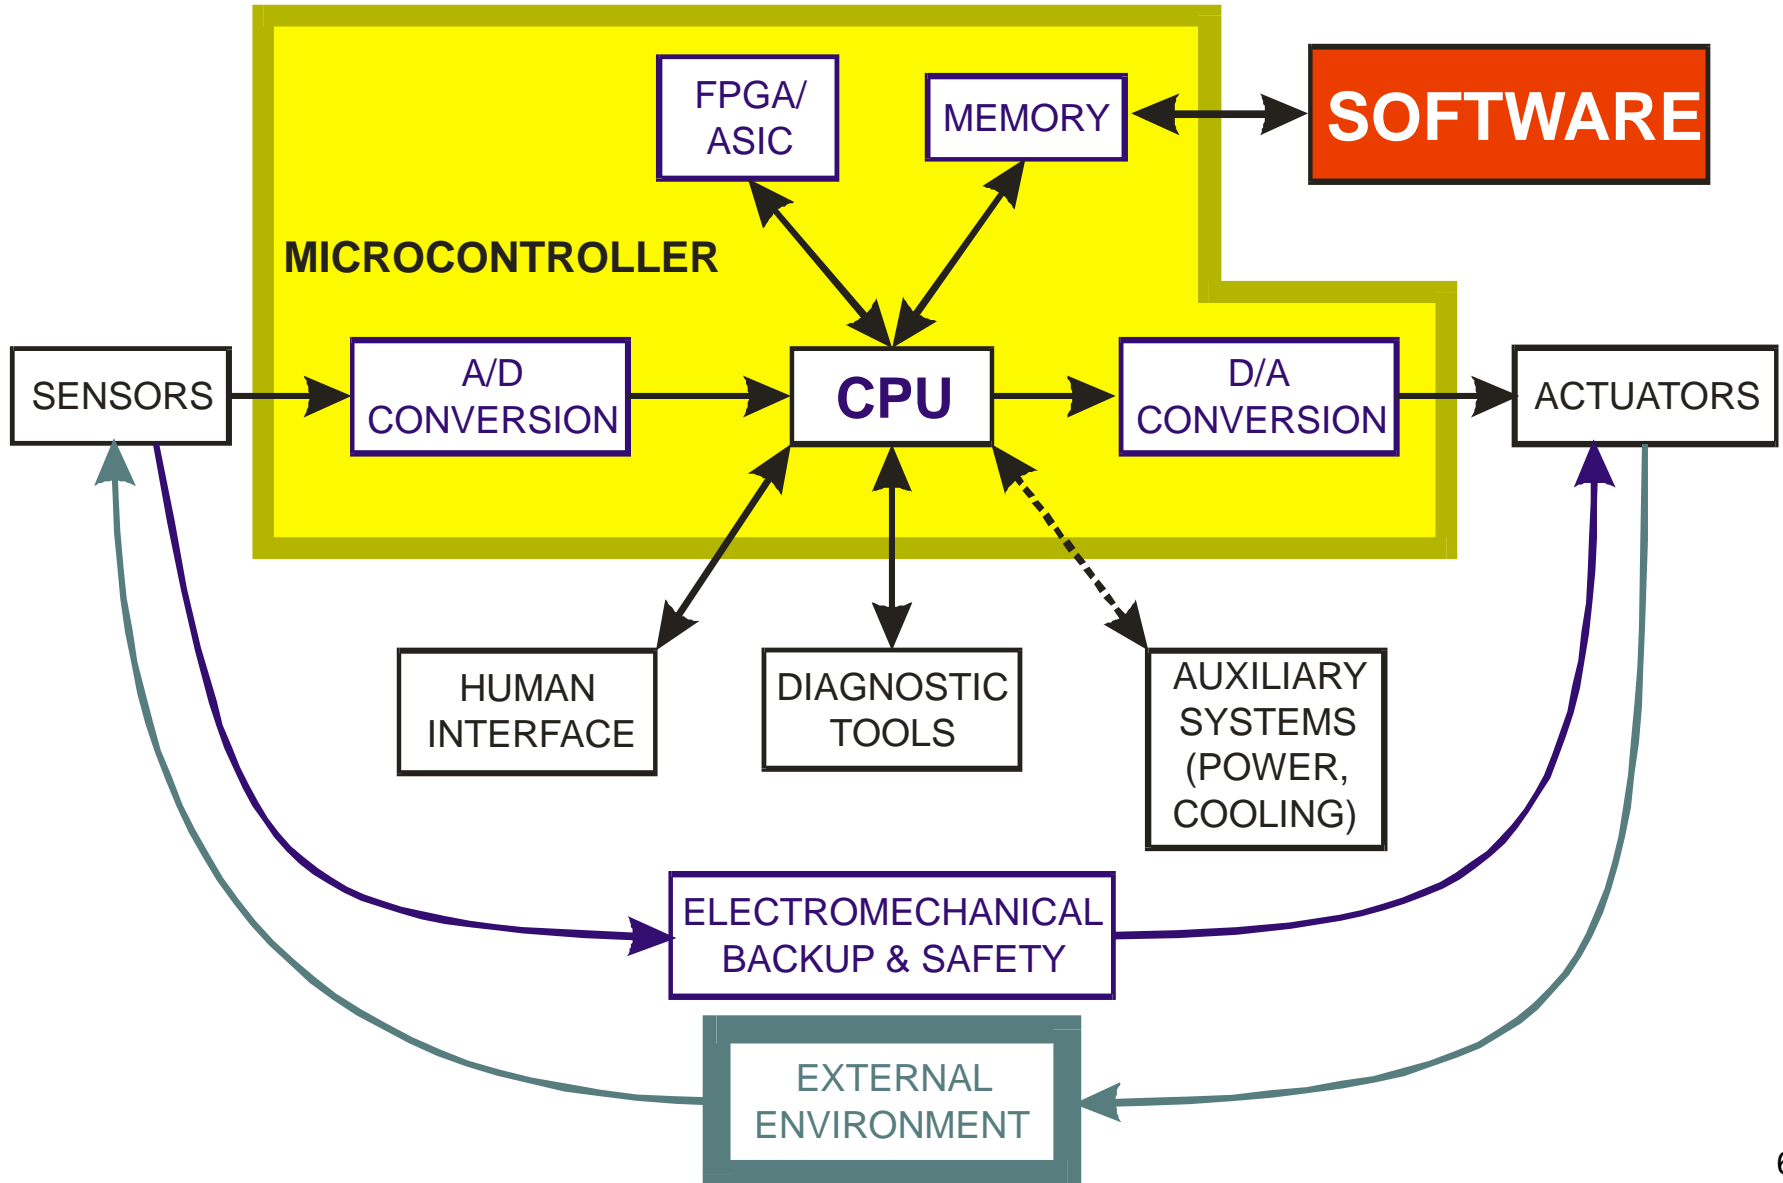 FPGA/
ASIC
MEMORY
SOFTWARE
MICROCONTROLLER
SENSORS
A/D
CONVERSION
CPU
D/A
CONVERSION
ACTUATORS
HUMAN
INTERFACE
DIAGNOSTIC
TOOLS
AUXILIARY
SYSTEMS
(POWER,
COOLING)
ELECTROMECHANICAL
BACKUP & SAFETY
EXTERNAL
ENVIRONMENT
6